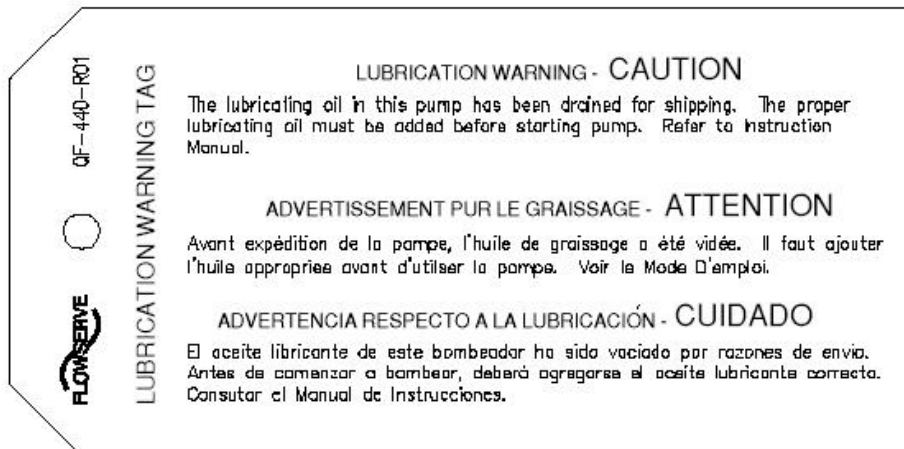 QF-440-R01
FLOWSERVE
LUBRICATION WARNING TAG
LUBRICATION WARNING - CAUTION
The lubricating oil in this pump has been drained for shipping. The proper
lubricating oil must be added before starting pump. Refer to Instruction
Manual.
ADVERTISSEMENT PUR LE GRAISSAGE - ATTENTION
Avant expédition de la pompe, l'huile de graissage a été vidée. Il faut ajouter
l'huile appropriee avant d'utilser la pompe. Voir le Mode D'emploi.
ADVERTENCIA RESPECTO A LA LUBRICACIÓN - CUIDADO
El aceite libricante de este bombeador ha sido vaciado por razones de envio.
Antes de comenzar a bombear, deberá agregarse el aceite lubricante correcto.
Consutar el Manual de Instrucciones.